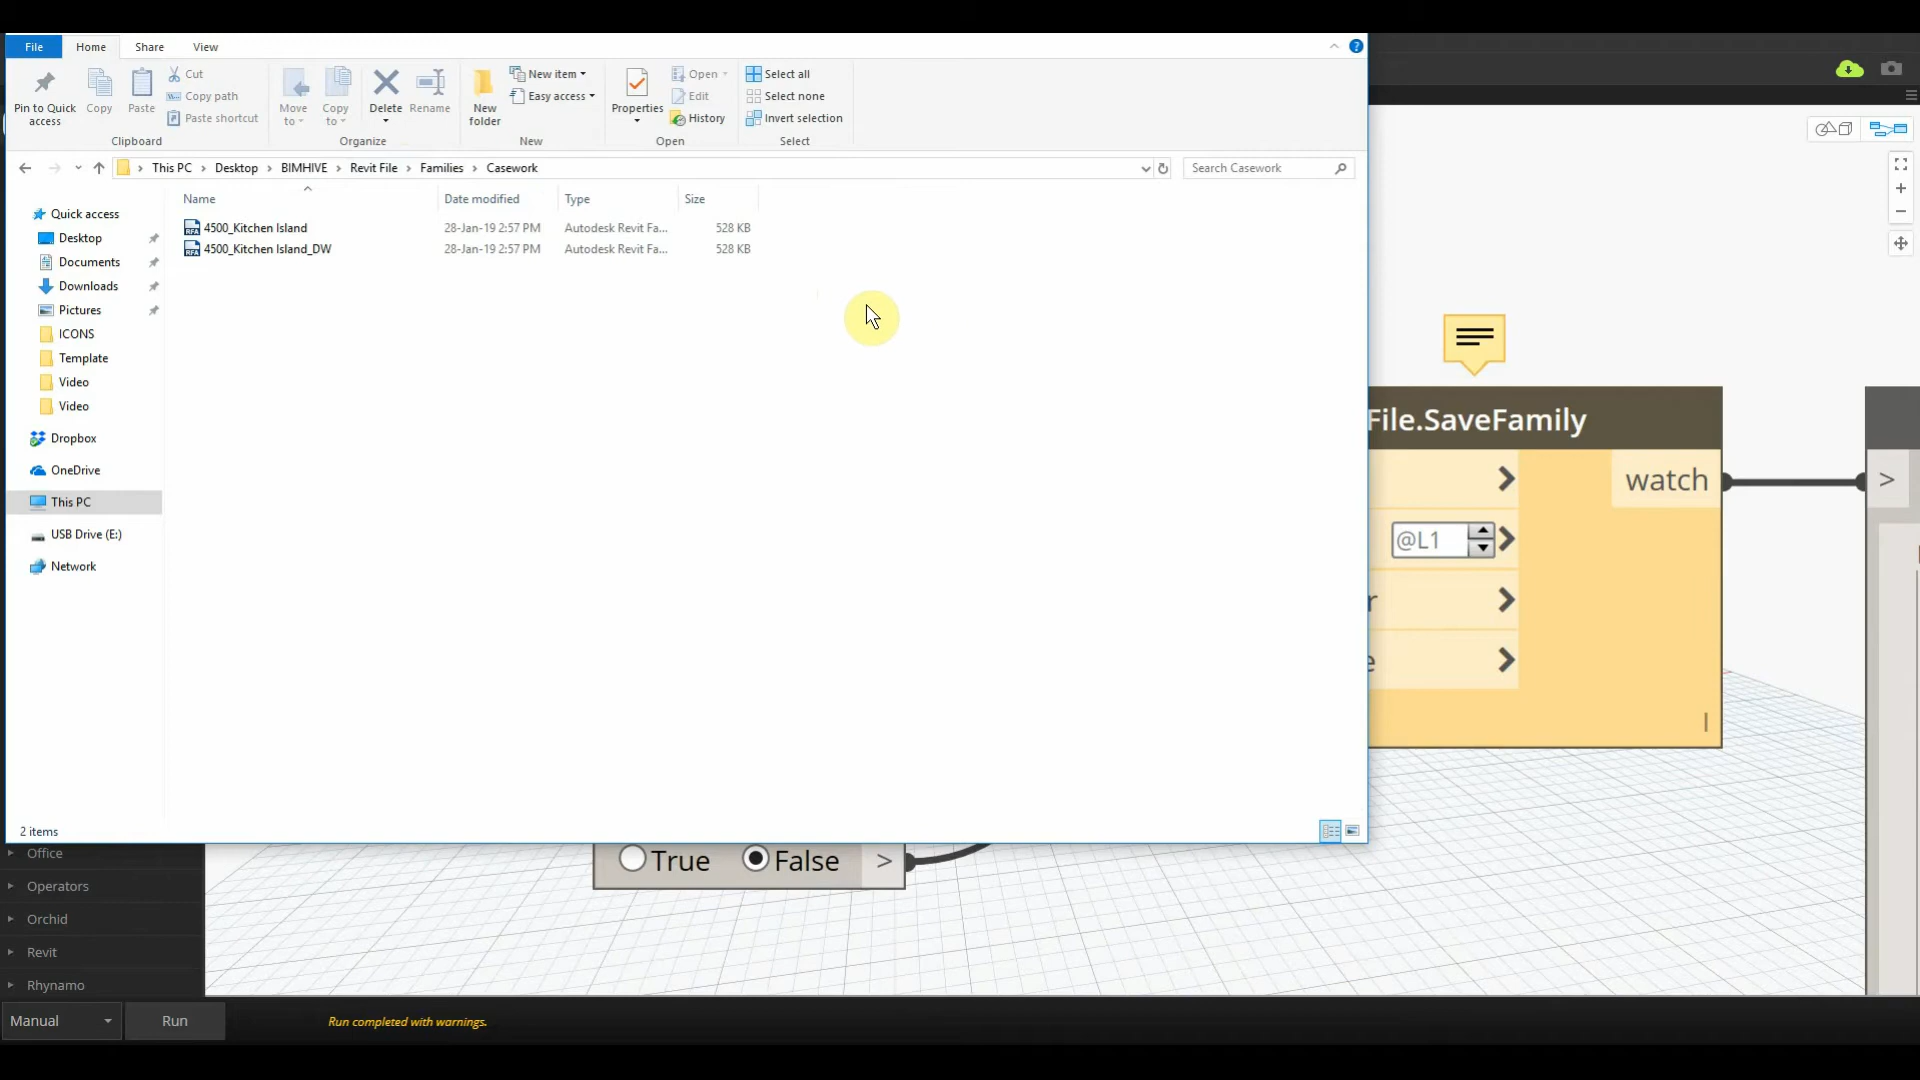 File Home Share View
Pin to Quick access
Copy
Paste
Cut
Copy path
Paste shortcut
Clipboard
Move to
Copy to
Delete
Rename
Organize
New folder
New item
Easy access
New
Properties
Open
Edit
History
Open
Select all
Select none
Invert selection
Select
This PC > Desktop > BIMHIVE > Revit File > Families > Casework
Search Casework
Name Date modified Type Size
4500_Kitchen Island 28-Jan-19 2:57 PM Autodesk Revit Fa... 528 KB
4500_Kitchen Island_DW 28-Jan-19 2:57 PM Autodesk Revit Fa... 528 KB
Quick access
Desktop
Documents
Downloads
Pictures
ICONS
Template
Video
Video
Dropbox
OneDrive
This PC
USB Drive (E:)
Network
2 items
File.SaveFamily
watch
>
@L1
r
True False >
Office
Operators
Orchid
Revit
Rhynamo
Manual Run Run completed with warnings.